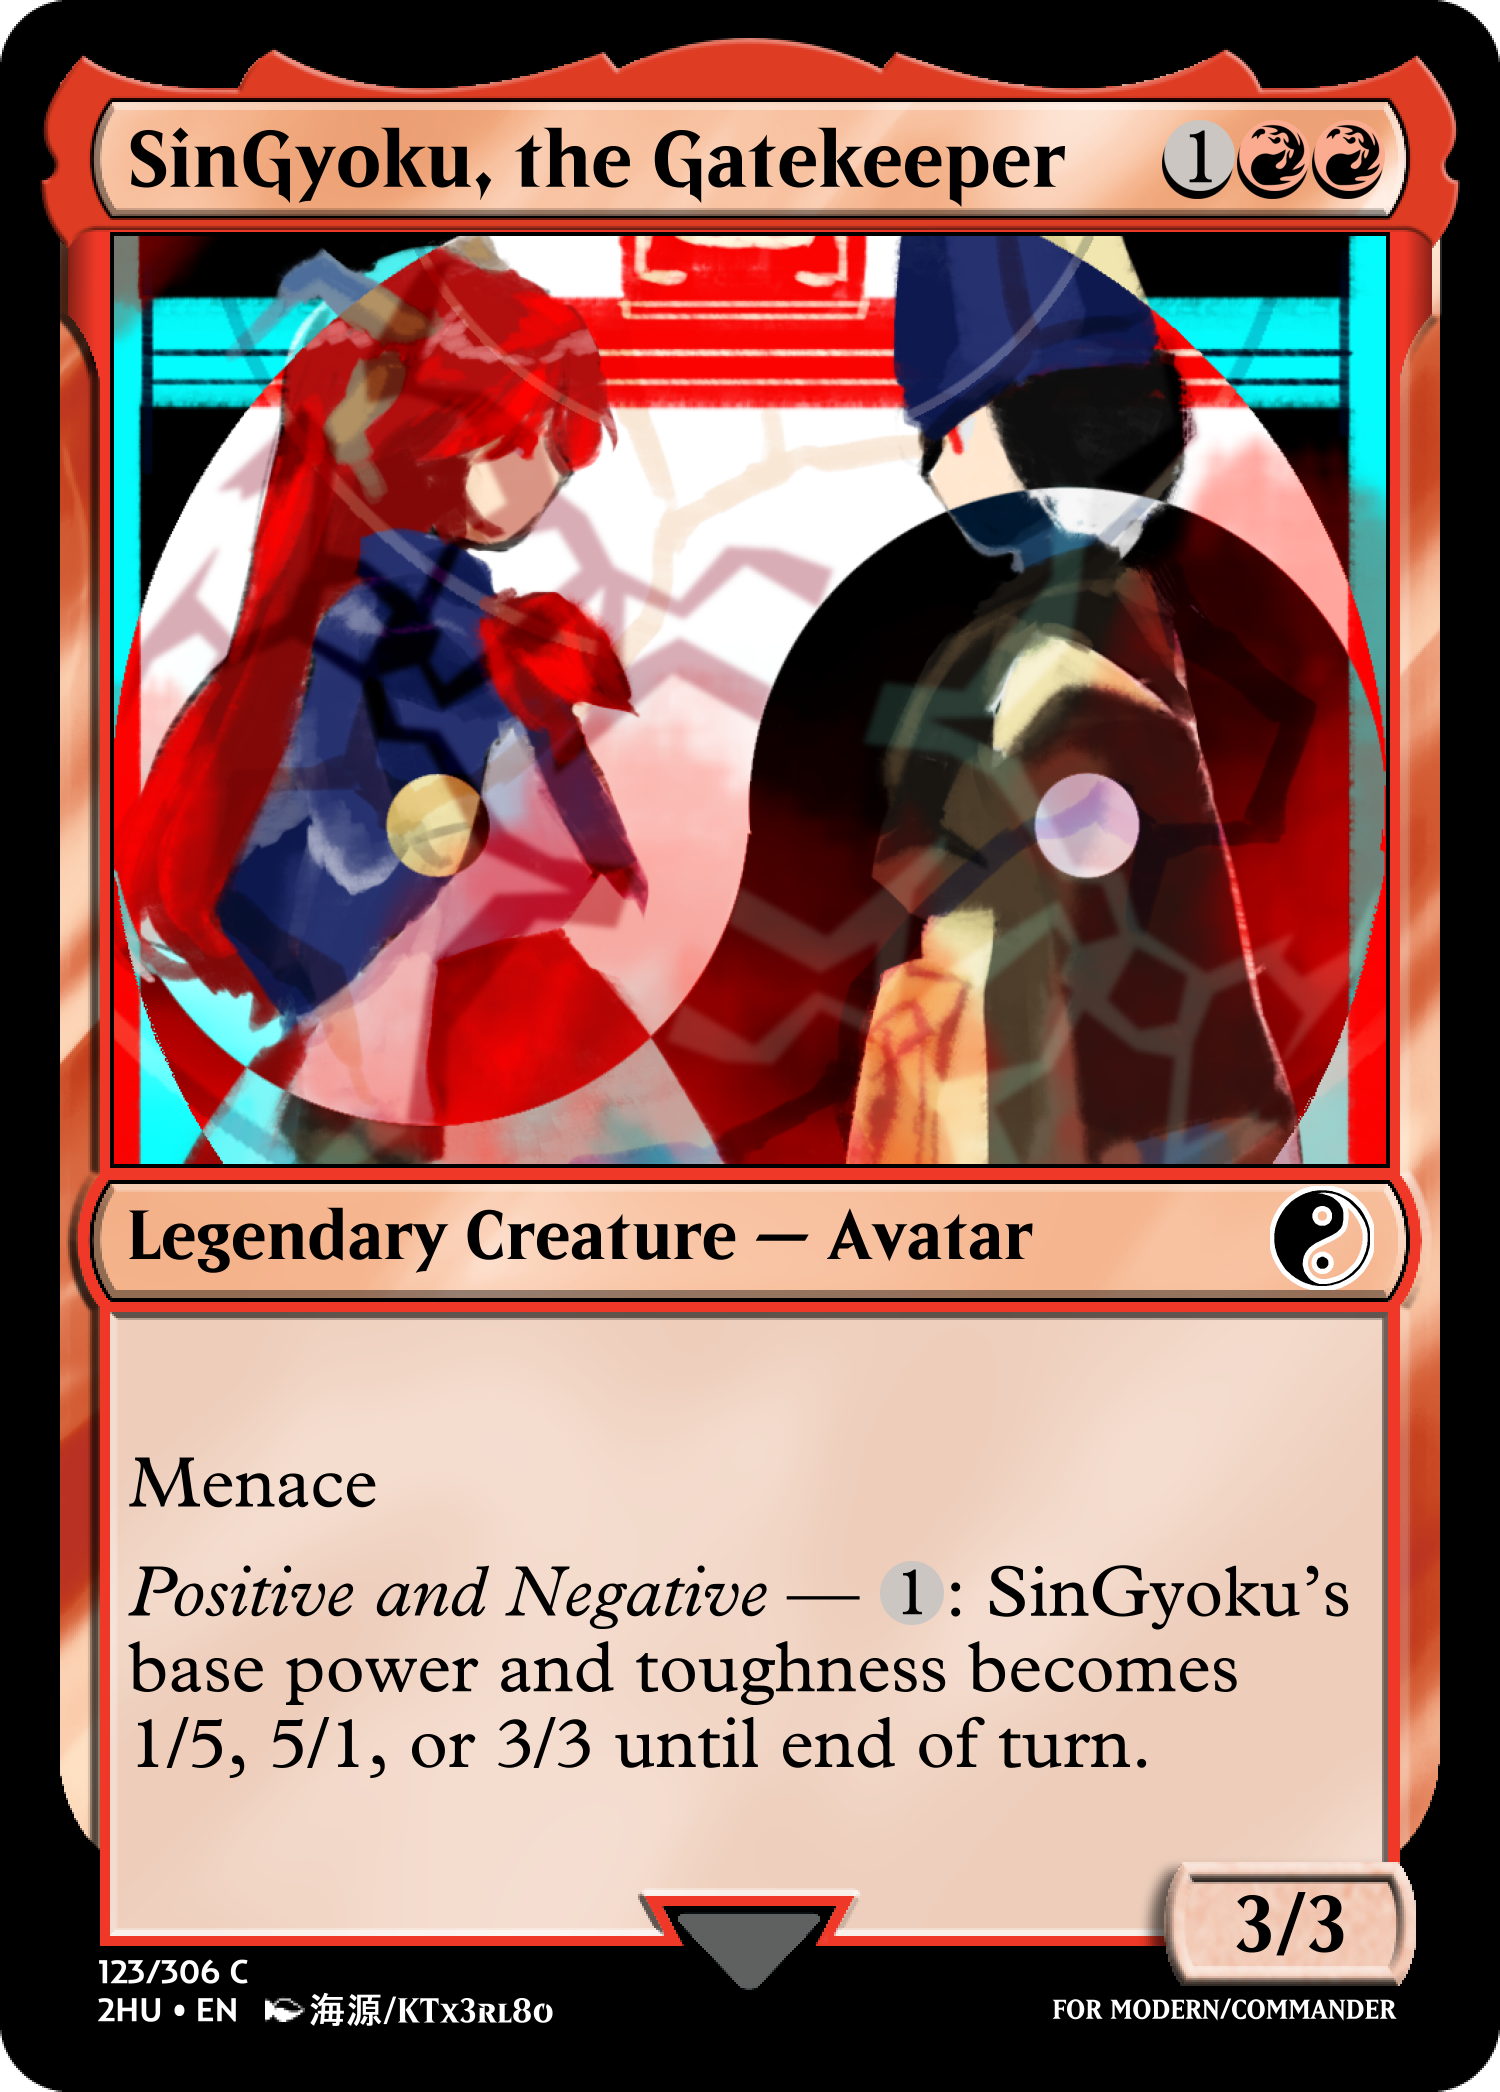 SinGyoku, the Gatekeeper 1
Legendary Creature — Avatar
Menace
Positive and Negative — 1: SinGyoku’s
base power and toughness becomes
1/5, 5/1, or 3/3 until end of turn.
3/3
123/306 C
2HU • EN 海源/KTx3RL8o
FOR MODERN/COMMANDER